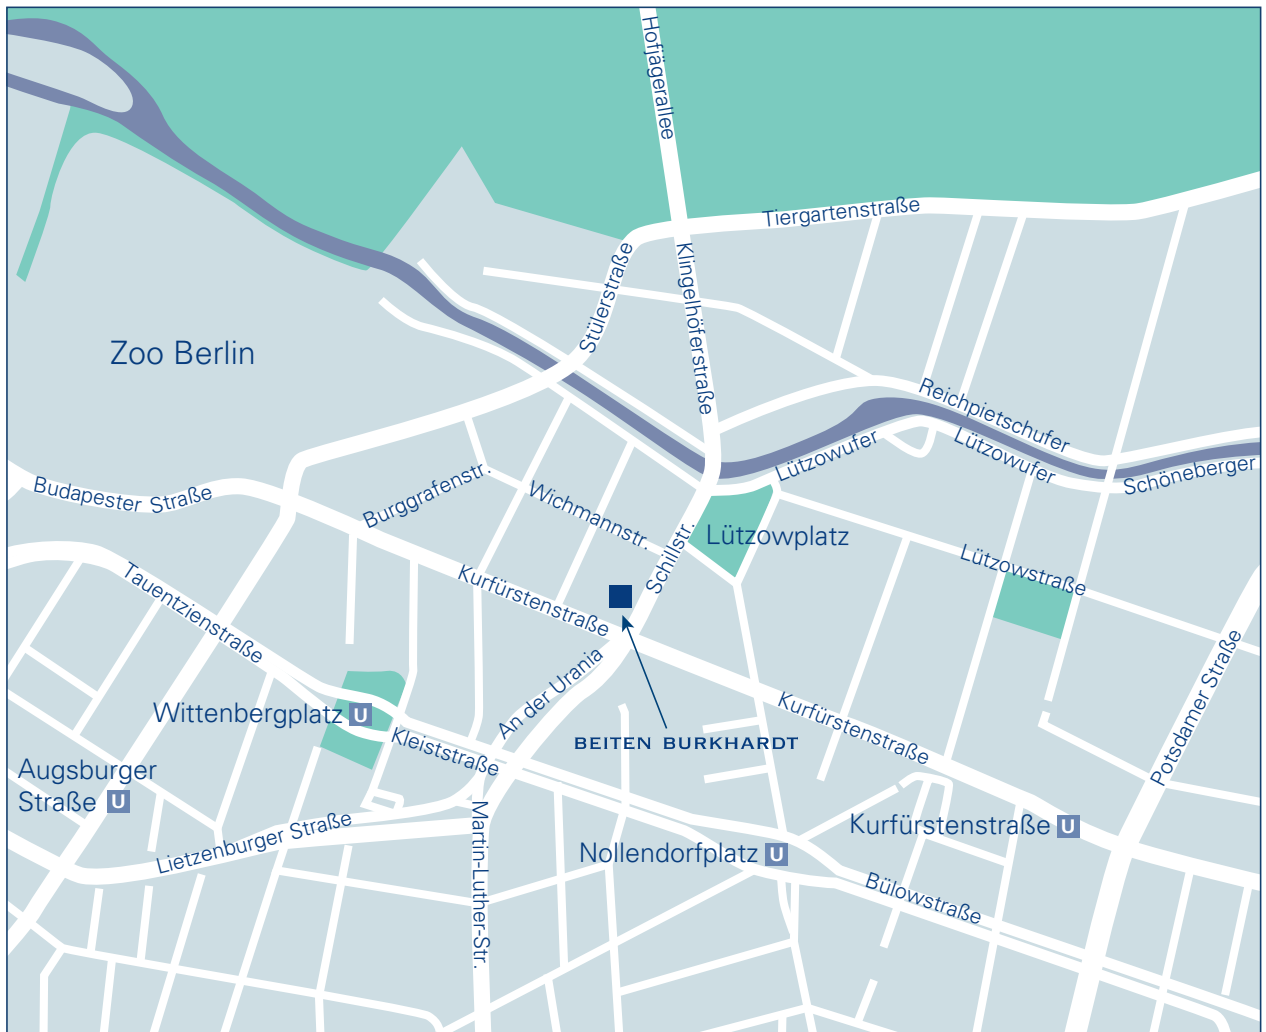 Hofjägerallee
Tiergartenstraße
Stülerstraße
Klingelhöferstraße
Zoo Berlin
Reichpietschufer
Lützowufer
Lützowufer
Schöneberger
Budapester Straße
Burggrafenstr.
Wichmannstr.
Schillstr.
Lützowplatz
Lützowstraße
Tauentzienstraße
Kurfürstenstraße
An der Urania
Potsdamer Straße
Wittenbergplatz U
Kleiststraße
BEITEN BURKHARDT
Kurfürstenstraße
Augsburger
Straße U
Lietzenburger Straße
Martin-Luther-Str.
Nollendorfplatz U
Kurfürstenstraße U
Bülowstraße